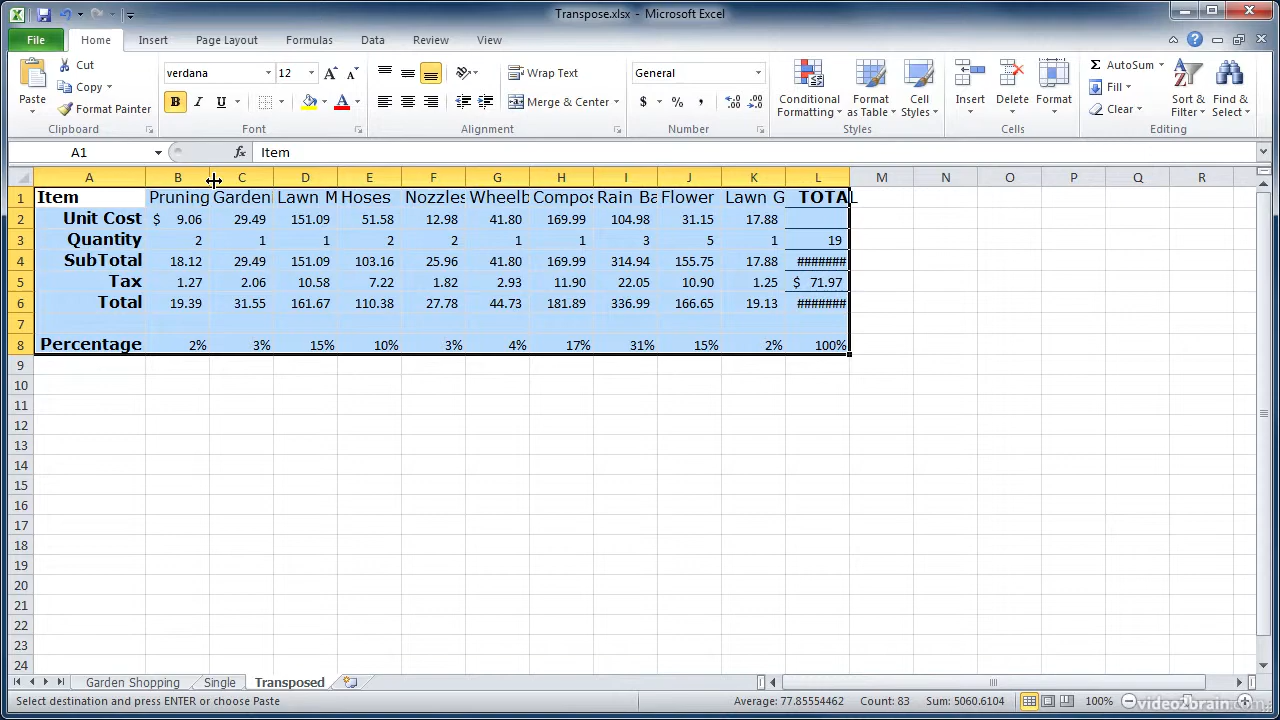 Transpose.xlsx - Microsoft Excel
File Home Insert Page Layout Formulas Data Review View
Paste
Cut
Copy
Format Painter
Clipboard
verdana 12
B I U
Font
Wrap Text
Merge & Center
Alignment
General
$ % ,
Number
Conditional Formatting
Format as Table
Cell Styles
Styles
Insert
Delete
Format
Cells
Σ AutoSum
Fill
Clear
Sort & Filter
Find & Select
Editing
A1 fx Item
A B C D E F G H I J K L M N O P Q R
1 Item Pruning Garden Lawn M Hoses Nozzles Wheelb Compos Rain Ba Flower Lawn G TOTAL
2 Unit Cost $ 9.06 29.49 151.09 51.58 12.98 41.80 169.99 104.98 31.15 17.88
3 Quantity 2 1 1 2 2 1 1 3 5 1 19
4 SubTotal 18.12 29.49 151.09 103.16 25.96 41.80 169.99 314.94 155.75 17.88 #######
5 Tax 1.27 2.06 10.58 7.22 1.82 2.93 11.90 22.05 10.90 1.25 $ 71.97
6 Total 19.39 31.55 161.67 110.38 27.78 44.73 181.89 336.99 166.65 19.13 #######
7
8 Percentage 2% 3% 15% 10% 3% 4% 17% 31% 15% 2% 100%
9
10
11
12
13
14
15
16
17
18
19
20
21
22
23
24
Garden Shopping Single Transposed
Select destination and press ENTER or choose Paste Average: 77.85554462 Count: 83 Sum: 5060.6104 100%
video2brain.com